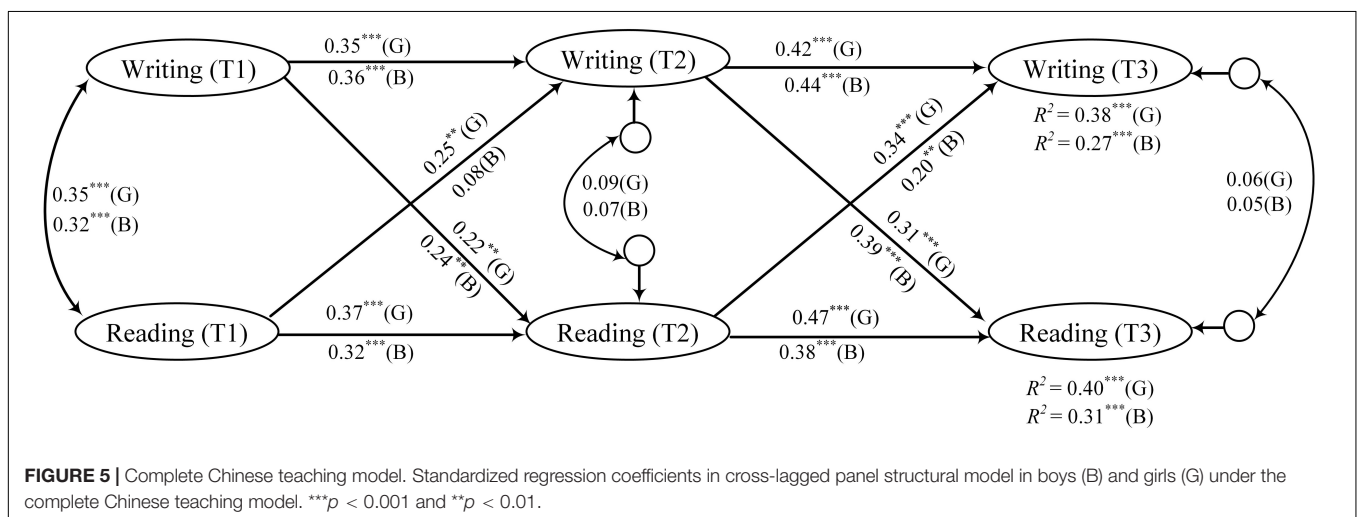 0.35***(G)
0.36***(B)
0.42***(G)
0.44***(B)
Writing (T1)
Writing (T2)
Writing (T3)
R² = 0.38***(G)
R² = 0.27***(B)
0.25**(G)
0.08(B)
0.34***(G)
0.20**(B)
0.35***(G)
0.32***(B)
0.09(G)
0.07(B)
0.06(G)
0.05(B)
0.22**(G)
0.24**(B)
0.31***(G)
0.39***(B)
Reading (T1)
0.37***(G)
0.32***(B)
Reading (T2)
0.47***(G)
0.38***(B)
Reading (T3)
R² = 0.40***(G)
R² = 0.31***(B)
FIGURE 5 | Complete Chinese teaching model. Standardized regression coefficients in cross-lagged panel structural model in boys (B) and girls (G) under the
complete Chinese teaching model. ***p < 0.001 and **p < 0.01.